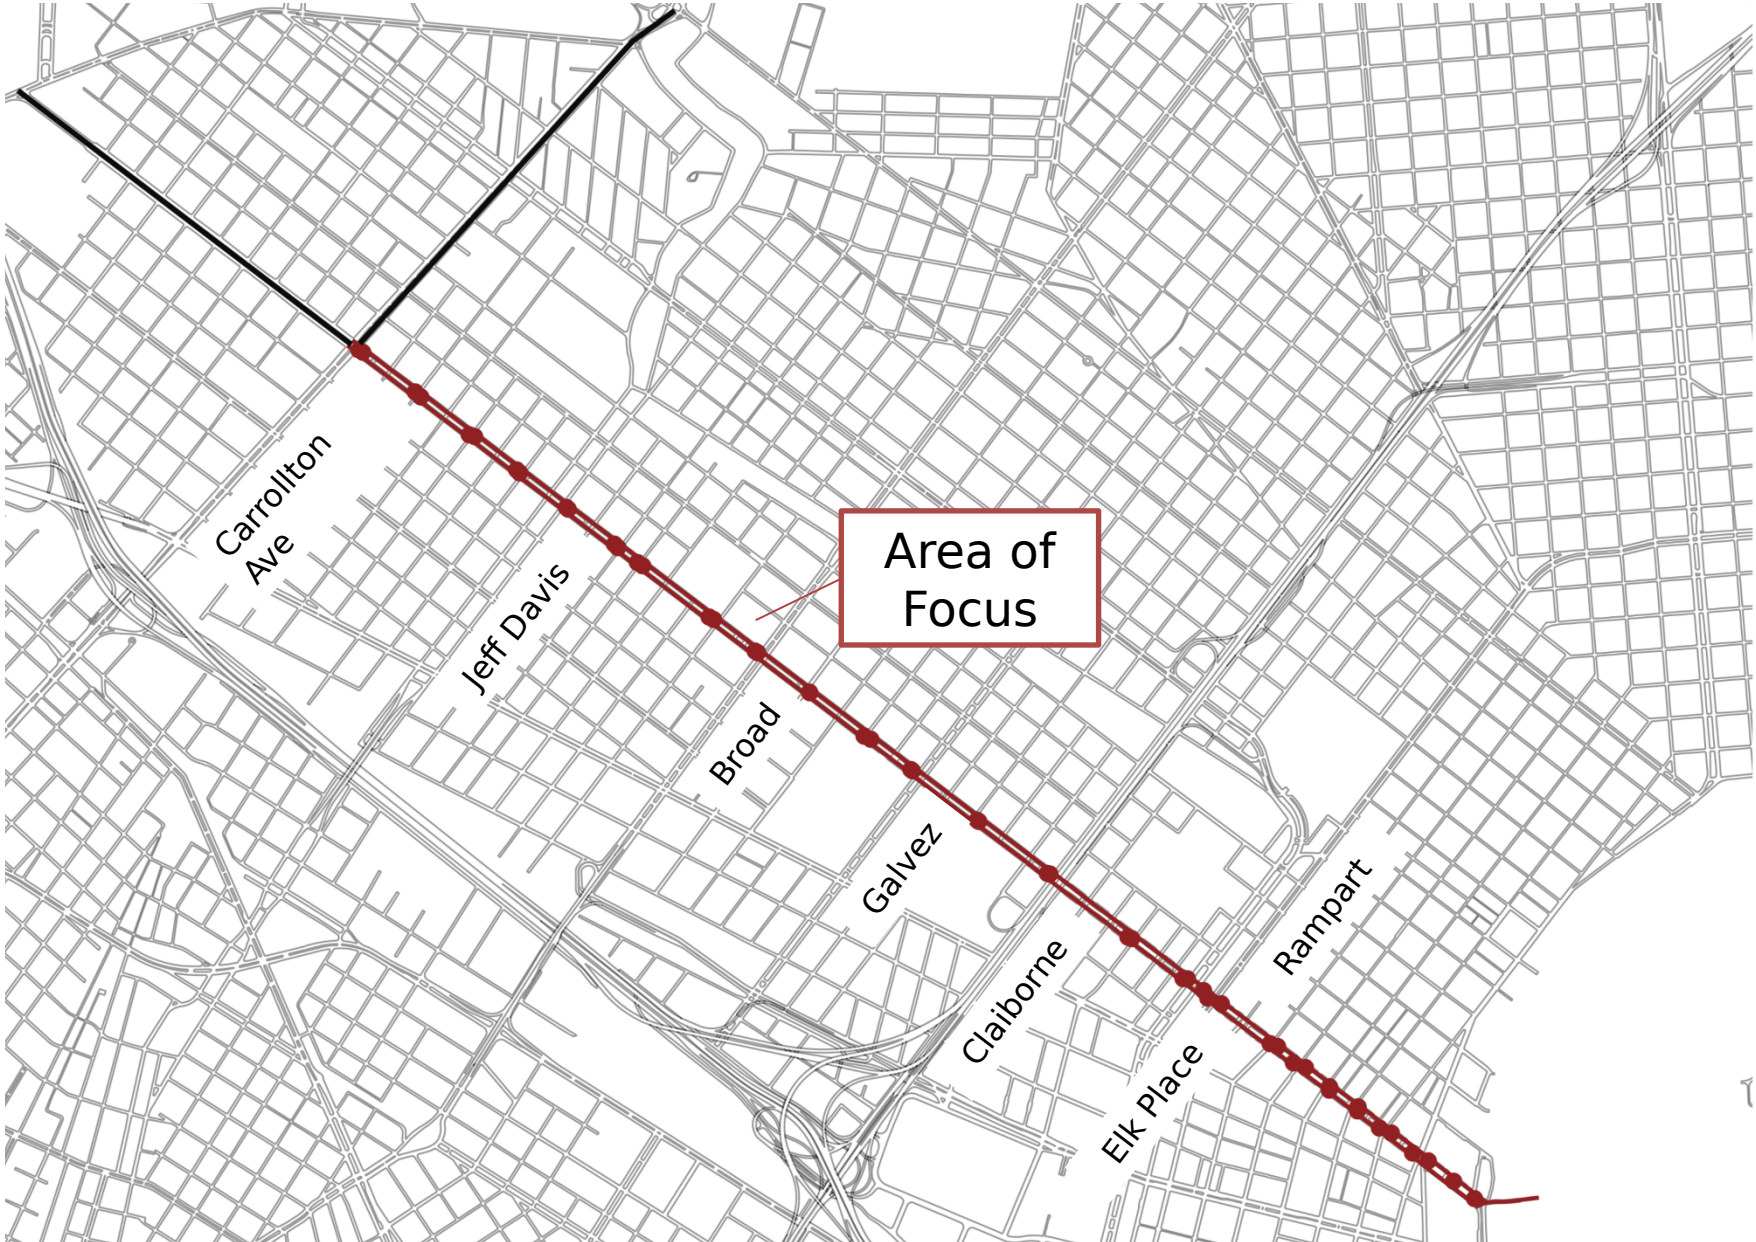 Carrollton
Ave
Jeff Davis
Area of
Focus
Broad
Galvez
Claiborne
Rampart
Elk Place